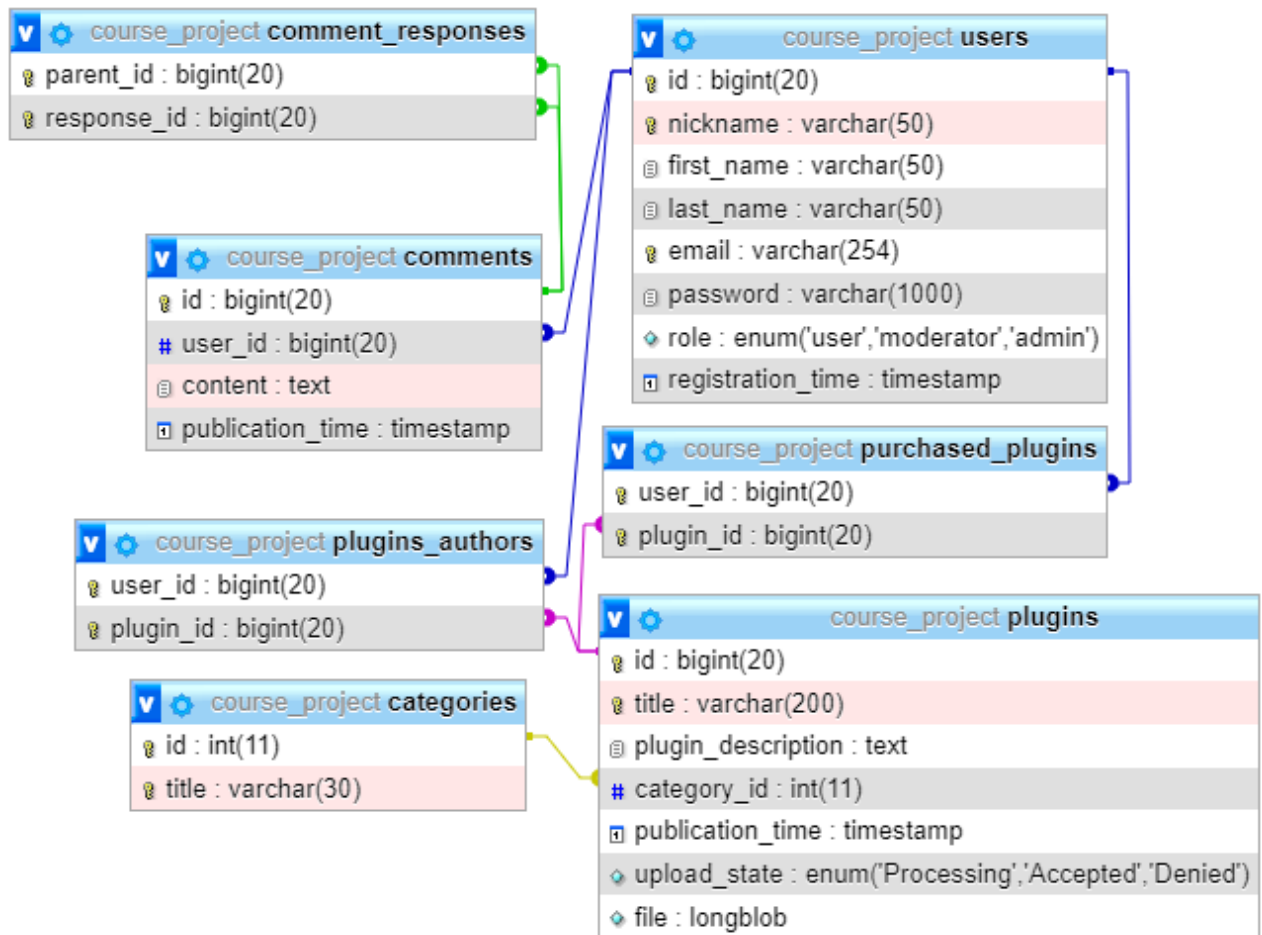 v course_project comment_responses
parent_id : bigint(20)
response_id : bigint(20)
v course_project users
id : bigint(20)
nickname : varchar(50)
first_name : varchar(50)
last_name : varchar(50)
email : varchar(254)
password : varchar(1000)
role : enum('user','moderator','admin')
registration_time : timestamp
v course_project comments
id : bigint(20)
# user_id : bigint(20)
content : text
publication_time : timestamp
v course_project purchased_plugins
user_id : bigint(20)
plugin_id : bigint(20)
v course_project plugins_authors
user_id : bigint(20)
plugin_id : bigint(20)
v course_project plugins
id : bigint(20)
title : varchar(200)
plugin_description : text
# category_id : int(11)
publication_time : timestamp
upload_state : enum('Processing','Accepted','Denied')
file : longblob
v course_project categories
id : int(11)
title : varchar(30)